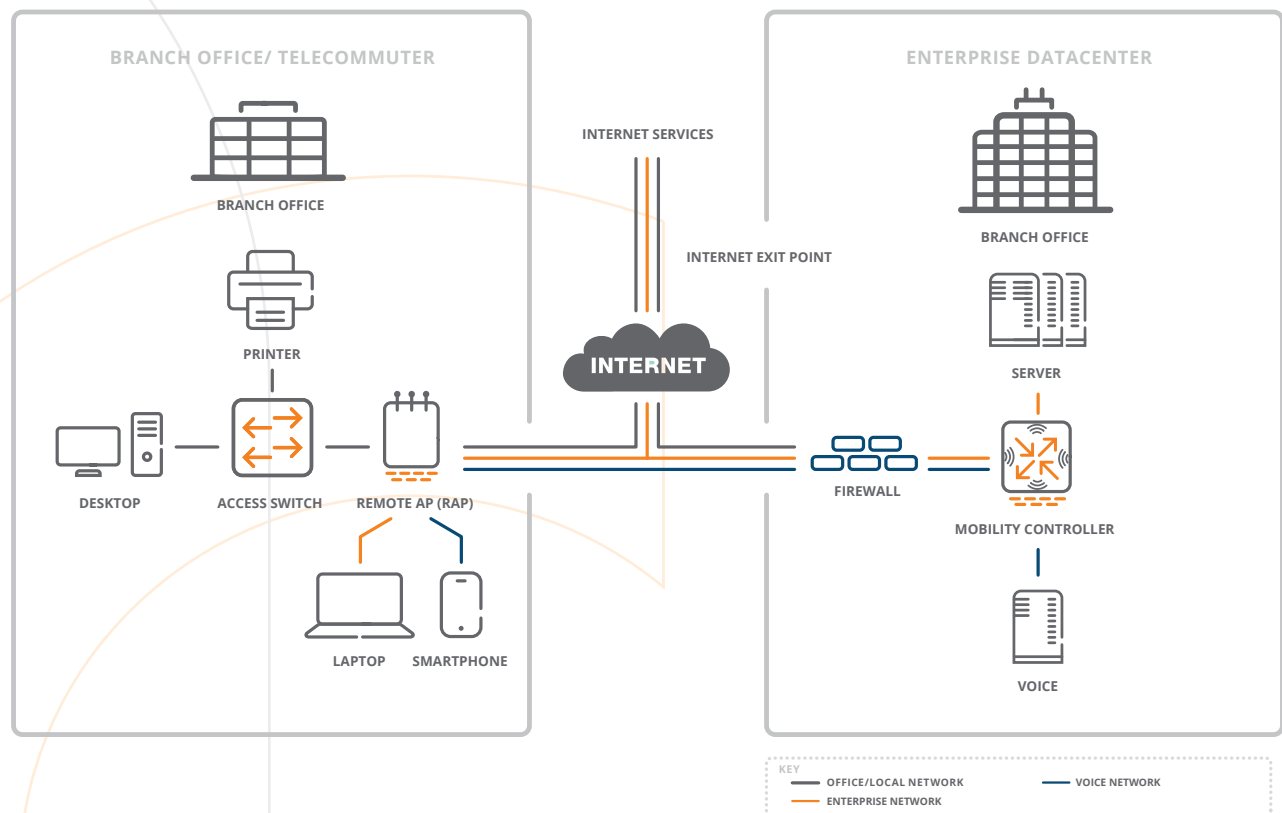 BRANCH OFFICE/ TELECOMMUTER
BRANCH OFFICE
PRINTER
DESKTOP
ACCESS SWITCH
REMOTE AP (RAP)
LAPTOP
SMARTPHONE
INTERNET SERVICES
INTERNET EXIT POINT
INTERNET
ENTERPRISE DATACENTER
BRANCH OFFICE
SERVER
FIREWALL
MOBILITY CONTROLLER
VOICE
KEY
OFFICE/LOCAL NETWORK
VOICE NETWORK
ENTERPRISE NETWORK